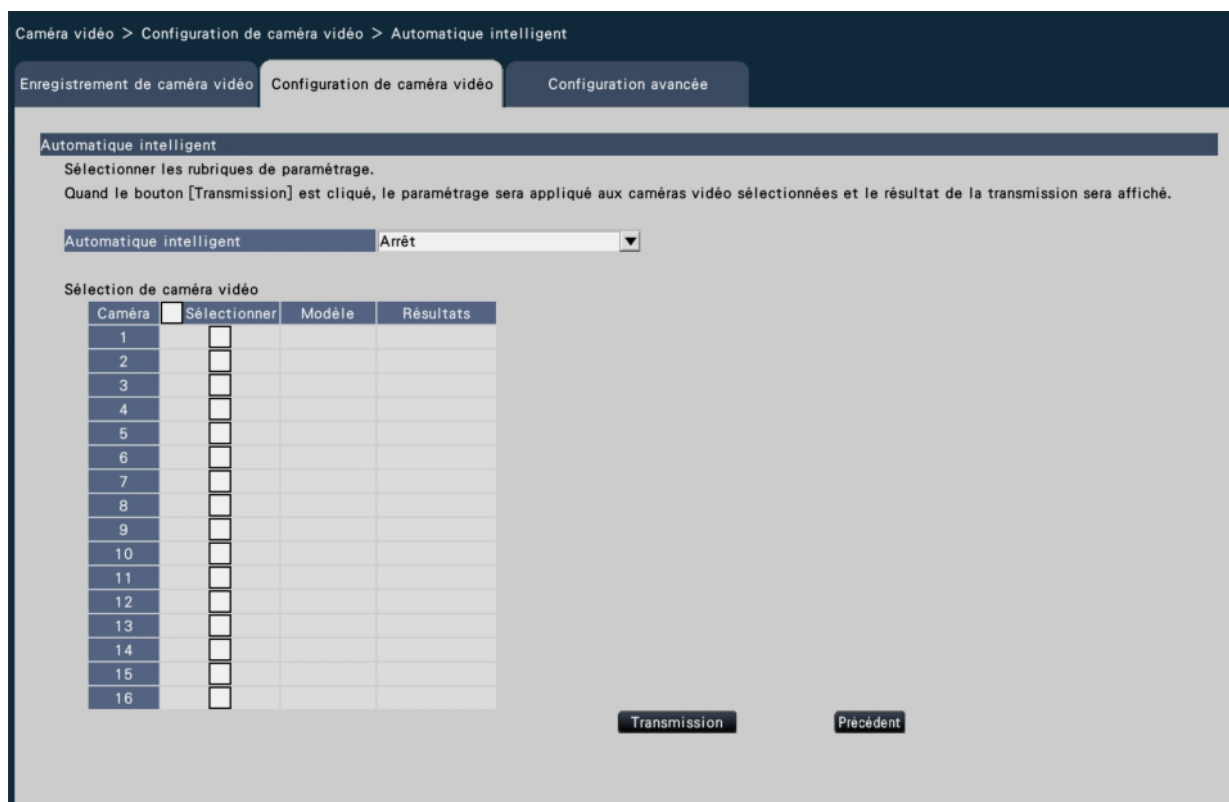 Caméra vidéo > Configuration de caméra vidéo > Automatique intelligent
Enregistrement de caméra vidéo Configuration de caméra vidéo Configuration avancée
Automatique intelligent
Sélectionner les rubriques de paramétrage.
Quand le bouton [Transmission] est cliqué, le paramétrage sera appliqué aux caméras vidéo sélectionnées et le résultat de la transmission sera affiché.
Automatique intelligent Arrêt
Sélection de caméra vidéo
Caméra Sélectionner Modèle Résultats
1
2
3
4
5
6
7
8
9
10
11
12
13
14
15
16
Transmission Précédent